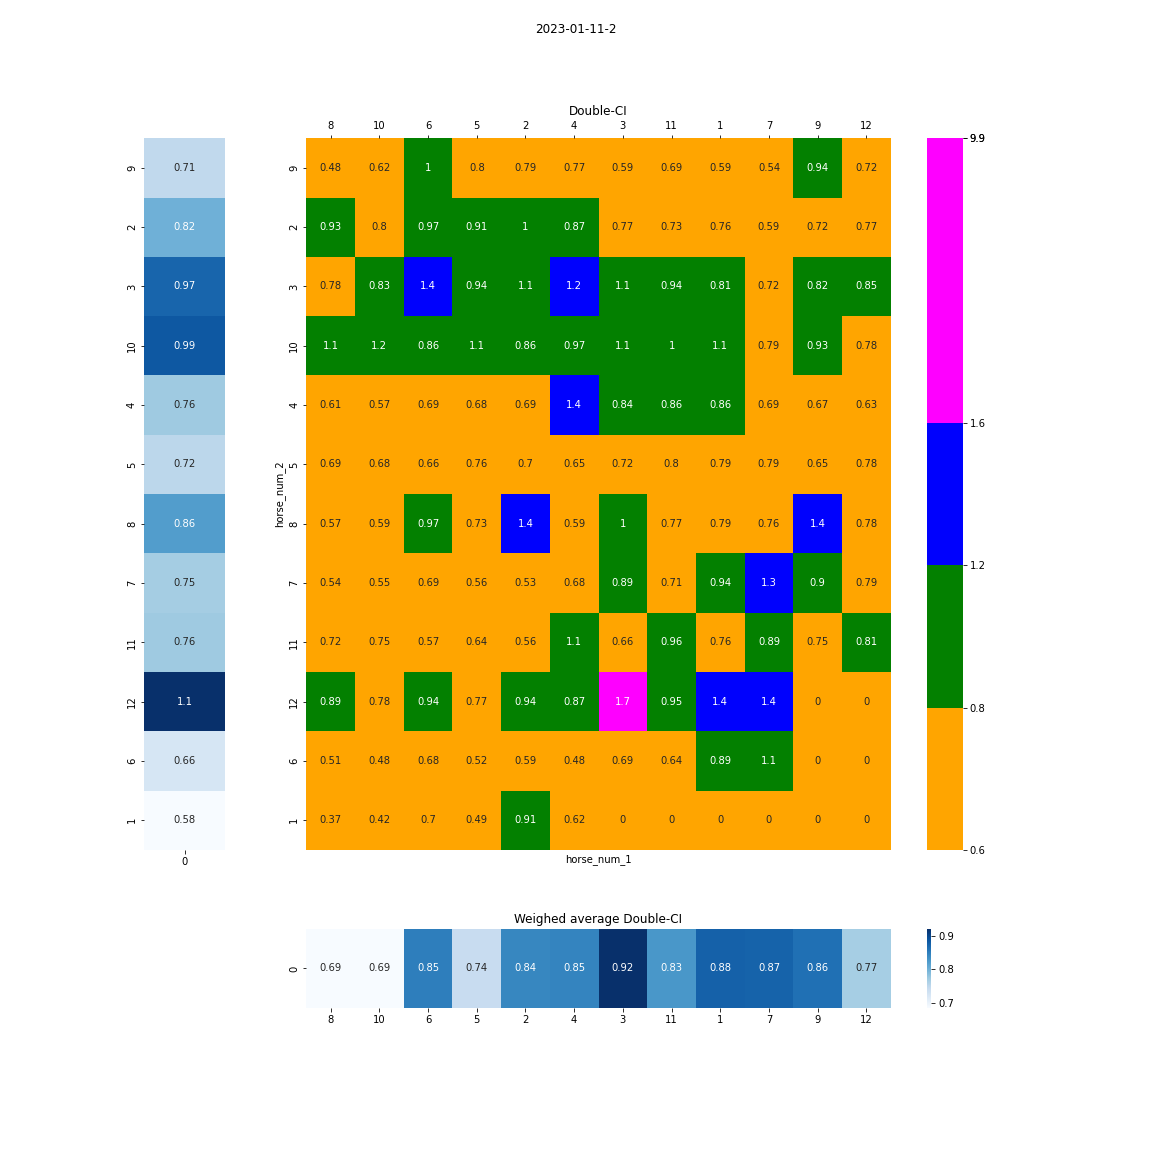 2023-01-11-2
Double-CI
8 10 6 5 2 4 3 11 1 7 9 12
9 0.71 9 0.48 0.62 1 0.8 0.79 0.77 0.59 0.69 0.59 0.54 0.94 0.72 9.9
2 0.82 2 0.93 0.8 0.97 0.91 1 0.87 0.77 0.73 0.76 0.59 0.72 0.77
3 0.97 3 0.78 0.83 1.4 0.94 1.1 1.2 1.1 0.94 0.81 0.72 0.82 0.85
10 0.99 10 1.1 1.2 0.86 1.1 0.86 0.97 1.1 1 1.1 0.79 0.93 0.78
4 0.76 4 0.61 0.57 0.69 0.68 0.69 1.4 0.84 0.86 0.86 0.69 0.67 0.63 1.6
5 0.72 5 0.69 0.68 0.66 0.76 0.7 0.65 0.72 0.8 0.79 0.79 0.65 0.78
horse_num_2
8 0.86 8 0.57 0.59 0.97 0.73 1.4 0.59 1 0.77 0.79 0.76 1.4 0.78
7 0.75 7 0.54 0.55 0.69 0.56 0.53 0.68 0.89 0.71 0.94 1.3 0.9 0.79 1.2
11 0.76 11 0.72 0.75 0.57 0.64 0.56 1.1 0.66 0.96 0.76 0.89 0.75 0.81
12 1.1 12 0.89 0.78 0.94 0.77 0.94 0.87 1.7 0.95 1.4 1.4 0 0 0.8
6 0.66 6 0.51 0.48 0.68 0.52 0.59 0.48 0.69 0.64 0.89 1.1 0 0
1 0.58 1 0.37 0.42 0.7 0.49 0.91 0.62 0 0 0 0 0 0 0.6
0 horse_num_1
Weighed average Double-CI
0 0.69 0.69 0.85 0.74 0.84 0.85 0.92 0.83 0.88 0.87 0.86 0.77
0.9
0.8
0.7
8 10 6 5 2 4 3 11 1 7 9 12